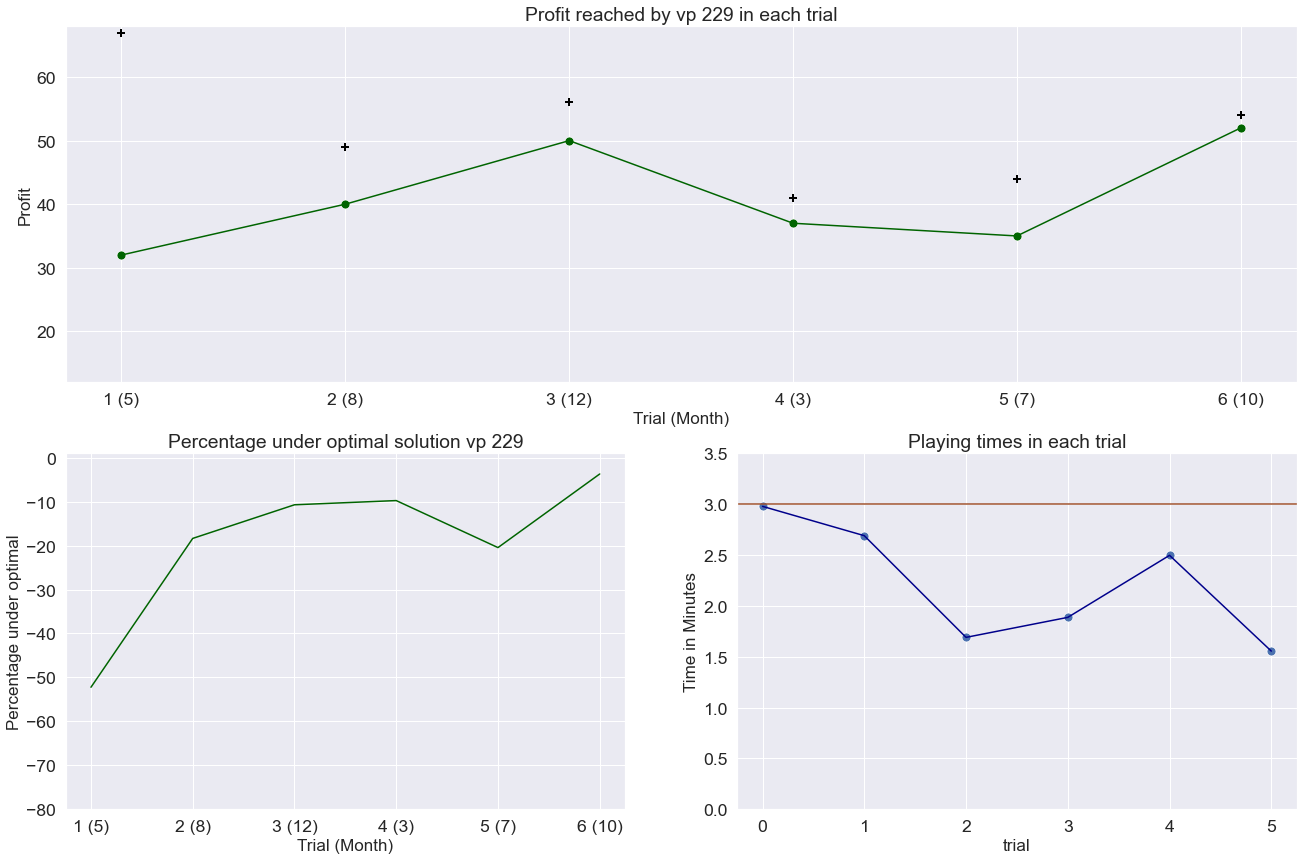 Profit reached by vp 229 in each trial
Profit
60
50
40
30
20
1 (5) 2 (8) 3 (12) 4 (3) 5 (7) 6 (10)
Trial (Month)
Percentage under optimal solution vp 229
Percentage under optimal
0
−10
−20
−30
−40
−50
−60
−70
−80
1 (5) 2 (8) 3 (12) 4 (3) 5 (7) 6 (10)
Trial (Month)
Playing times in each trial
Time in Minutes
3.5
3.0
2.5
2.0
1.5
1.0
0.5
0.0
0 1 2 3 4 5
trial